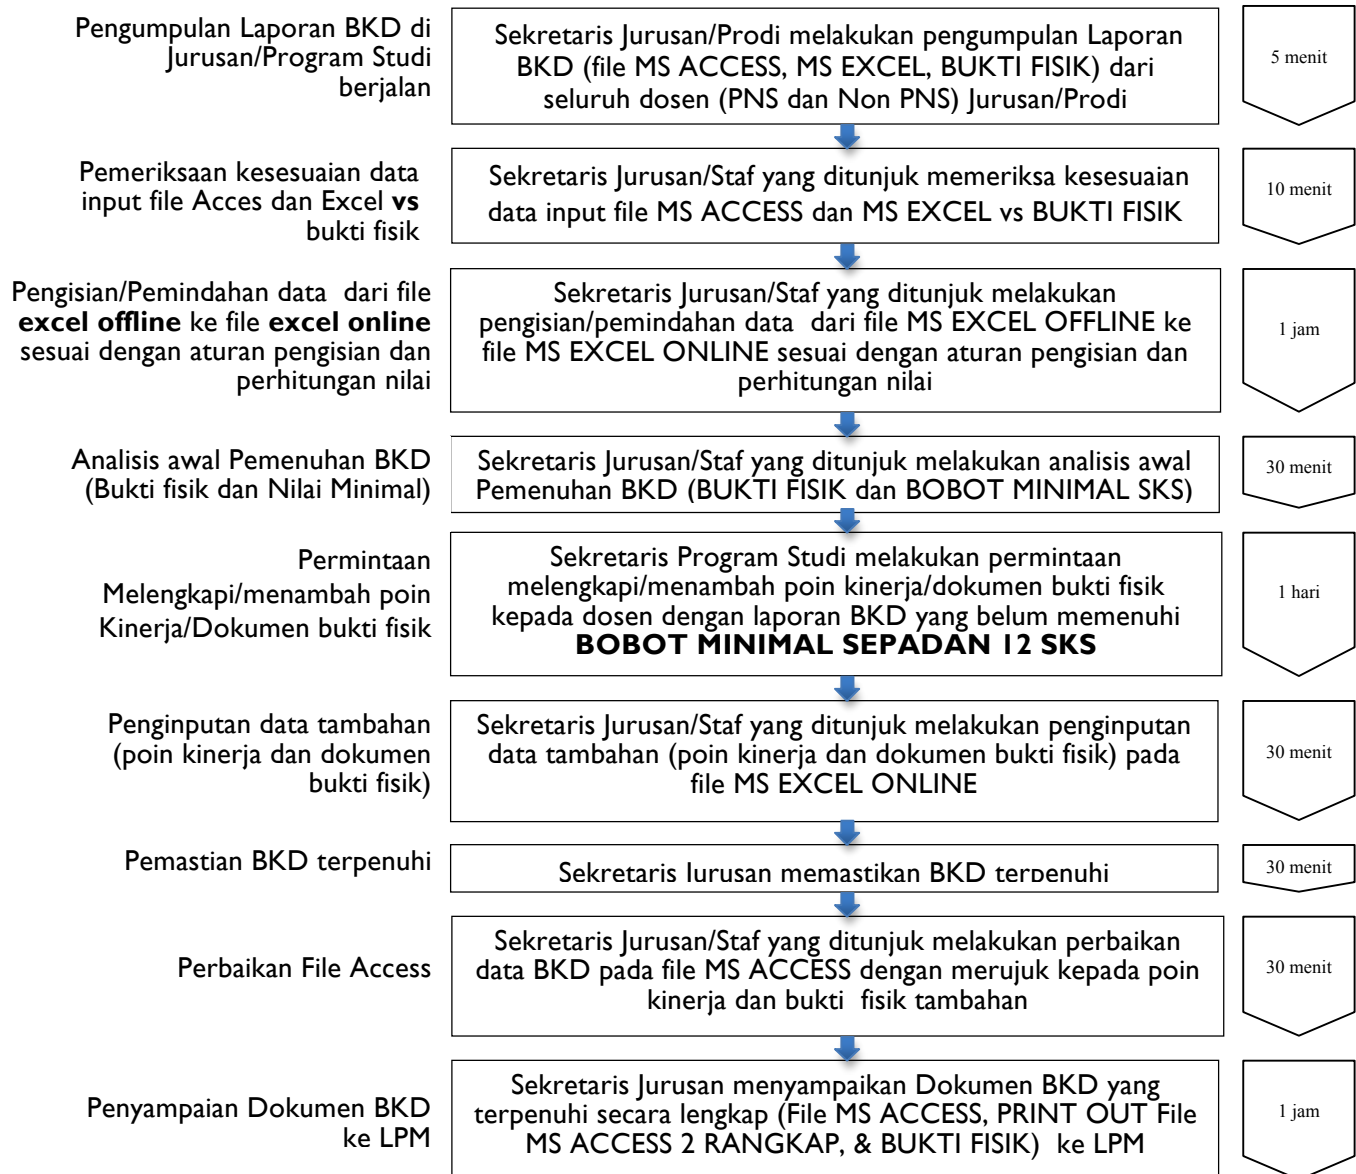 Pengumpulan Laporan BKD di
Jurusan/Program Studi
berjalan
Sekretaris Jurusan/Prodi melakukan pengumpulan Laporan
BKD (file MS ACCESS, MS EXCEL, BUKTI FISIK) dari
seluruh dosen (PNS dan Non PNS) Jurusan/Prodi
5 menit
Pemeriksaan kesesuaian data
input file Acces dan Excel vs
bukti fisik
Sekretaris Jurusan/Staf yang ditunjuk memeriksa kesesuaian
data input file MS ACCESS dan MS EXCEL vs BUKTI FISIK
10 menit
Pengisian/Pemindahan data dari file
excel offline ke file excel online
sesuai dengan aturan pengisian dan
perhitungan nilai
Sekretaris Jurusan/Staf yang ditunjuk melakukan
pengisian/pemindahan data dari file MS EXCEL OFFLINE ke
file MS EXCEL ONLINE sesuai dengan aturan pengisian dan
perhitungan nilai
1 jam
Analisis awal Pemenuhan BKD
(Bukti fisik dan Nilai Minimal)
Sekretaris Jurusan/Staf yang ditunjuk melakukan analisis awal
Pemenuhan BKD (BUKTI FISIK dan BOBOT MINIMAL SKS)
30 menit
Permintaan
Melengkapi/menambah poin
Kinerja/Dokumen bukti fisik
Sekretaris Program Studi melakukan permintaan
melengkapi/menambah poin kinerja/dokumen bukti fisik
kepada dosen dengan laporan BKD yang belum memenuhi
BOBOT MINIMAL SEPADAN 12 SKS
1 hari
Penginputan data tambahan
(poin kinerja dan dokumen
bukti fisik)
Sekretaris Jurusan/Staf yang ditunjuk melakukan penginputan
data tambahan (poin kinerja dan dokumen bukti fisik) pada
file MS EXCEL ONLINE
30 menit
Pemastian BKD terpenuhi
Sekretaris Jurusan memastikan BKD terpenuhi
30 menit
Perbaikan File Access
Sekretaris Jurusan/Staf yang ditunjuk melakukan perbaikan
data BKD pada file MS ACCESS dengan merujuk kepada poin
kinerja dan bukti fisik tambahan
30 menit
Penyampaian Dokumen BKD
ke LPM
Sekretaris Jurusan menyampaikan Dokumen BKD yang
terpenuhi secara lengkap (File MS ACCESS, PRINT OUT File
MS ACCESS 2 RANGKAP, & BUKTI FISIK) ke LPM
1 jam